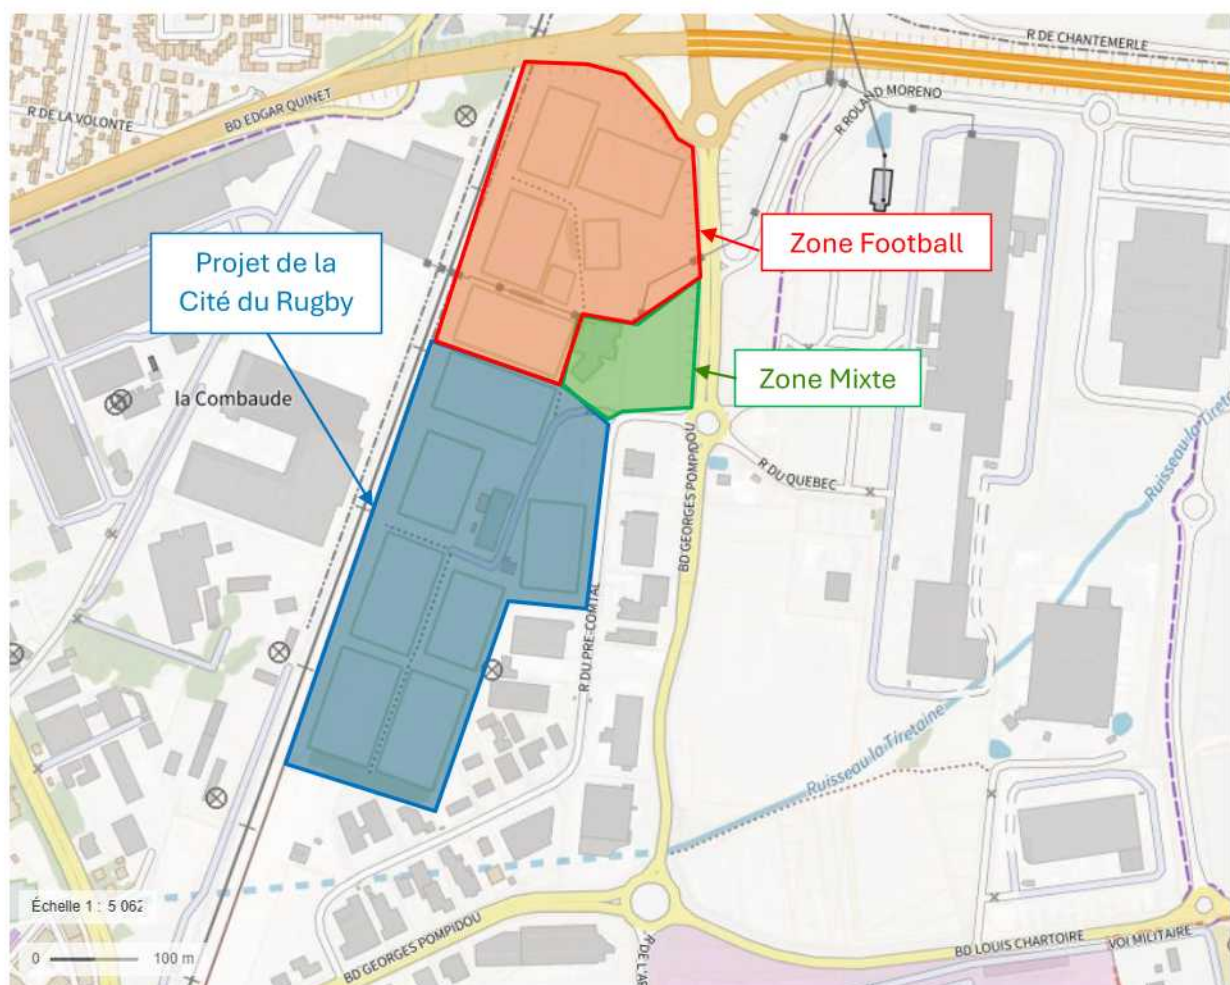 R DE CHANTEMERLE
R DE LA VOLONTE
BD EDGAR QUINET
R ROLAND MORENO
Zone Football
Projet de la
Cité du Rugby
Zone Mixte
la Combaude
BD GEORGES POMPIDOU
R DU QUEBEC
Ruisseau la Tiretaine
R DU PRE-COMTAL
Ruisseau la Tiretaine
Échelle 1 : 5 062
0 100 m
BD GEORGES POMPIDOU
R DE L'A
BD LOUIS CHARTOIRE
VOI MILITAIRE